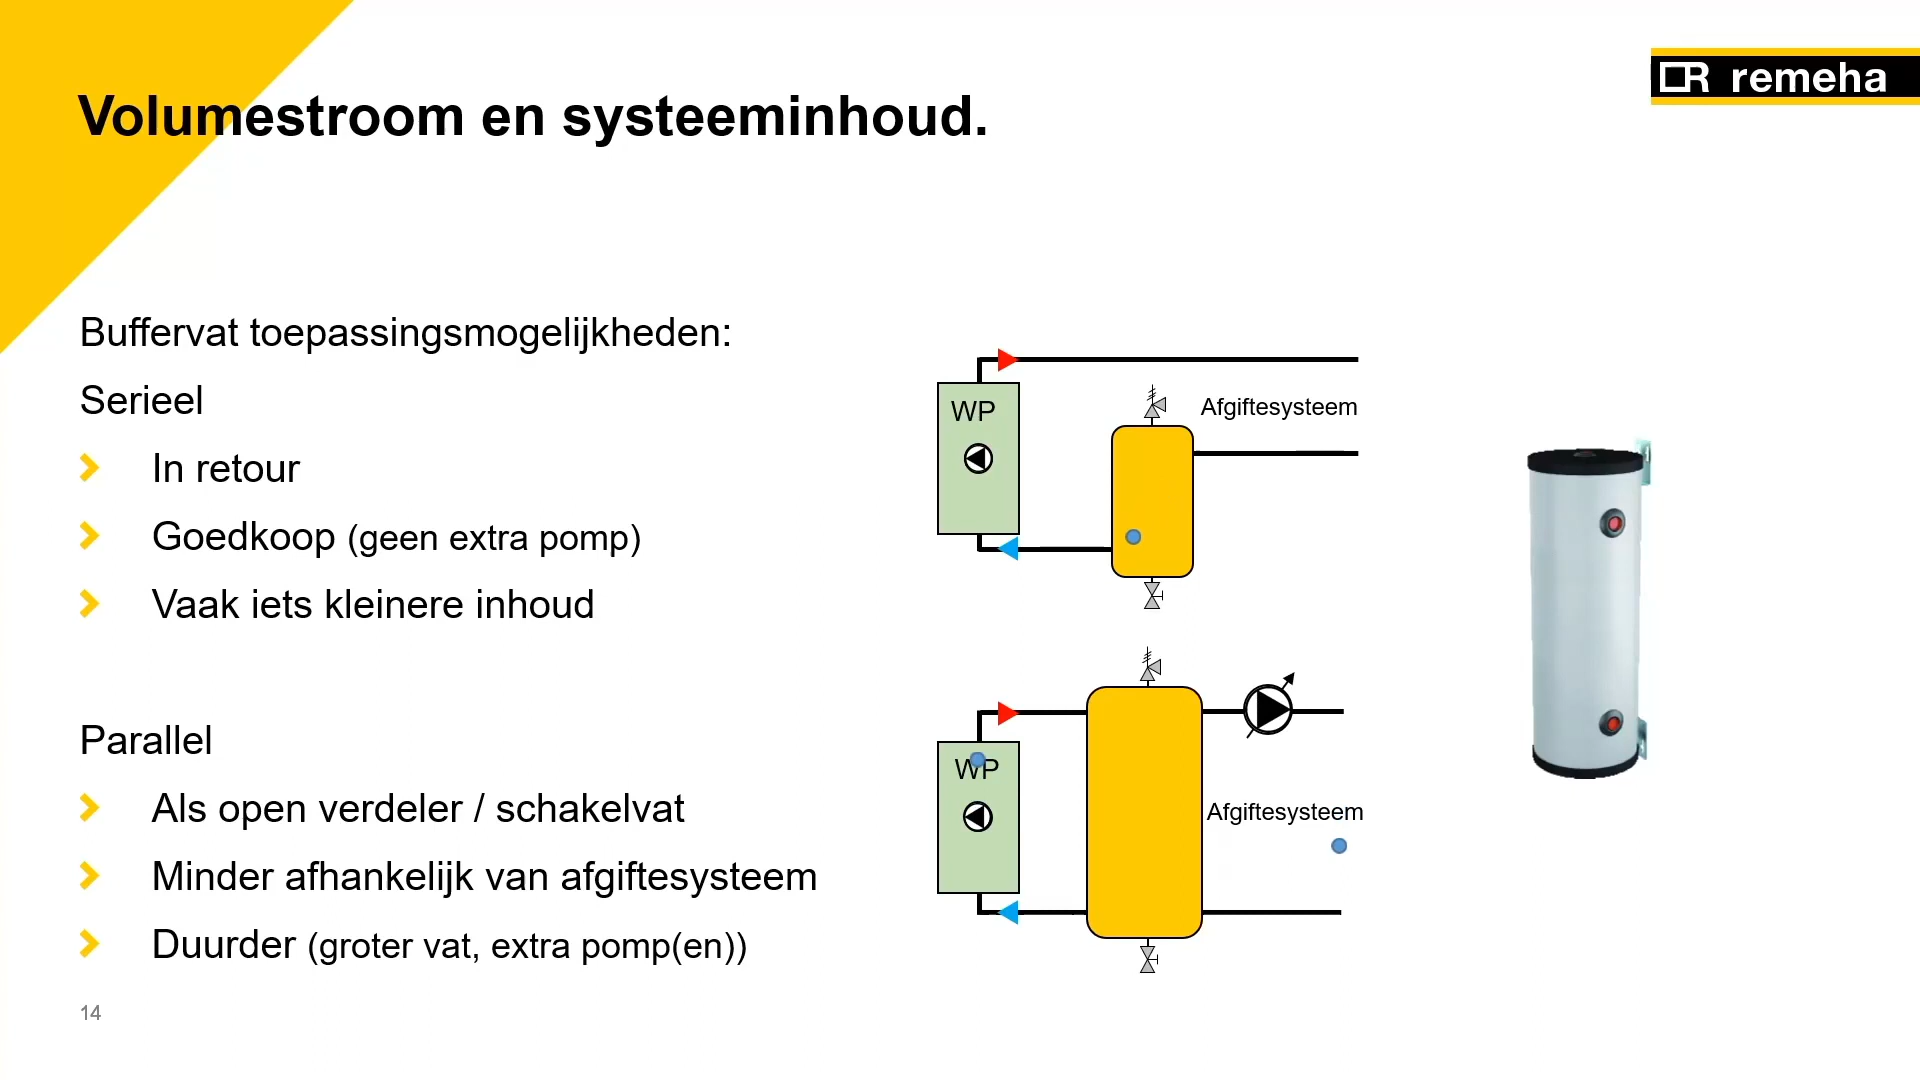 remeha
Volumestroom en systeeminhoud.
Buffervat toepassingsmogelijkheden:
Serieel
In retour
Goedkoop (geen extra pomp)
Vaak iets kleinere inhoud
Parallel
Als open verdeler / schakelvat
Minder afhankelijk van afgiftesysteem
Duurder (groter vat, extra pomp(en))
WP
Afgiftesysteem
WP
Afgiftesysteem
14